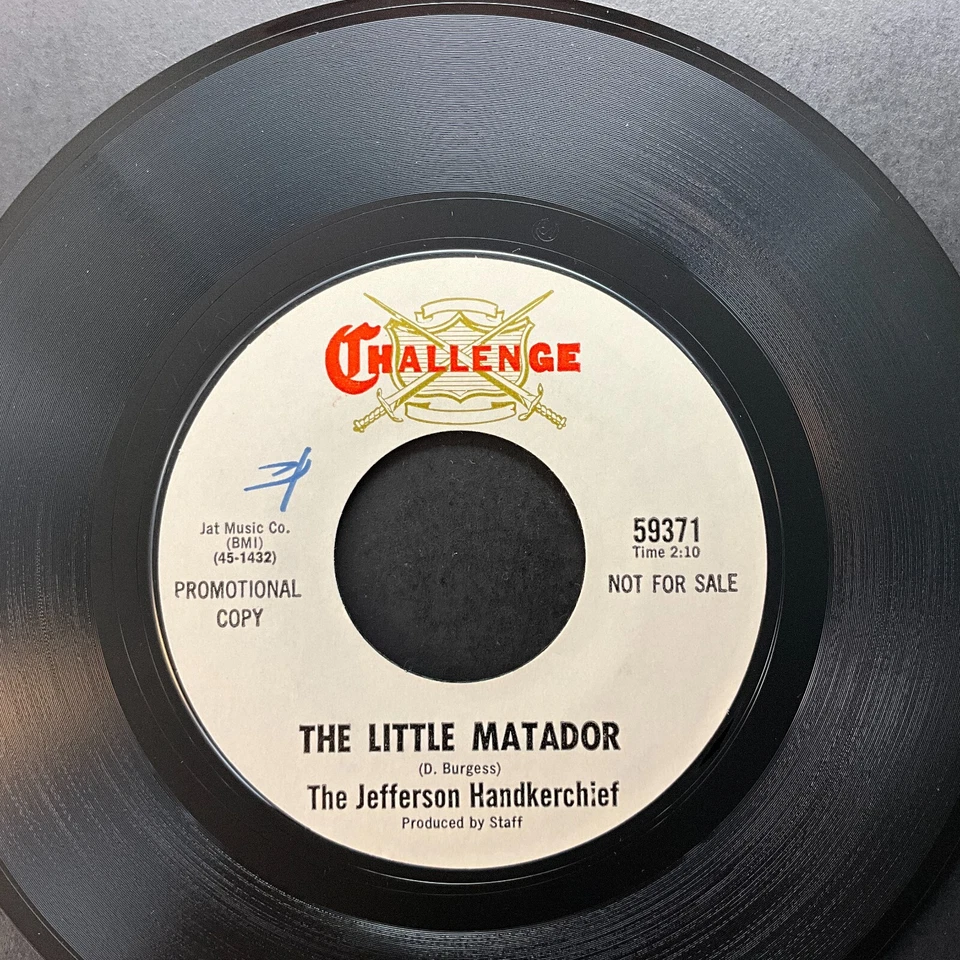 CHALLENGE
Jat Music Co.
(BMI)
(45-1432)
PROMOTIONAL
COPY
59371
Time 2:10
NOT FOR SALE
THE LITTLE MATADOR
(D. Burgess)
The Jefferson Handkerchief
Produced by Staff